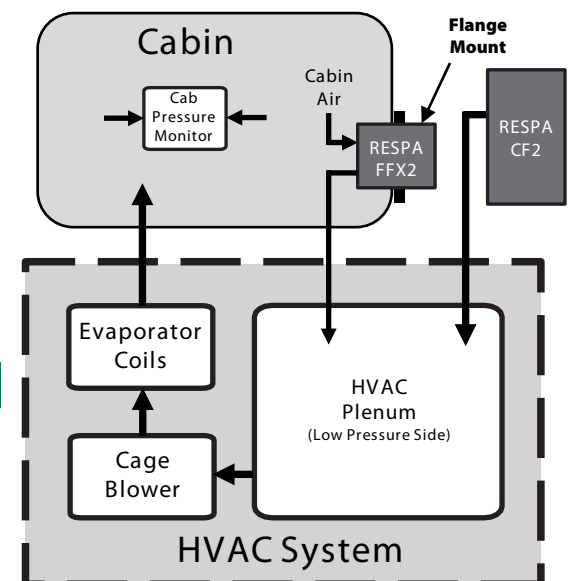 Cabin
Flange
Mount
Cabin
Air
Cab
Pressure
Monitor
RESPA
FFX2
RESPA
CF2
Evaporator
Coils
HVAC
Plenum
(Low Pressure Side)
Cage
Blower
HVAC System